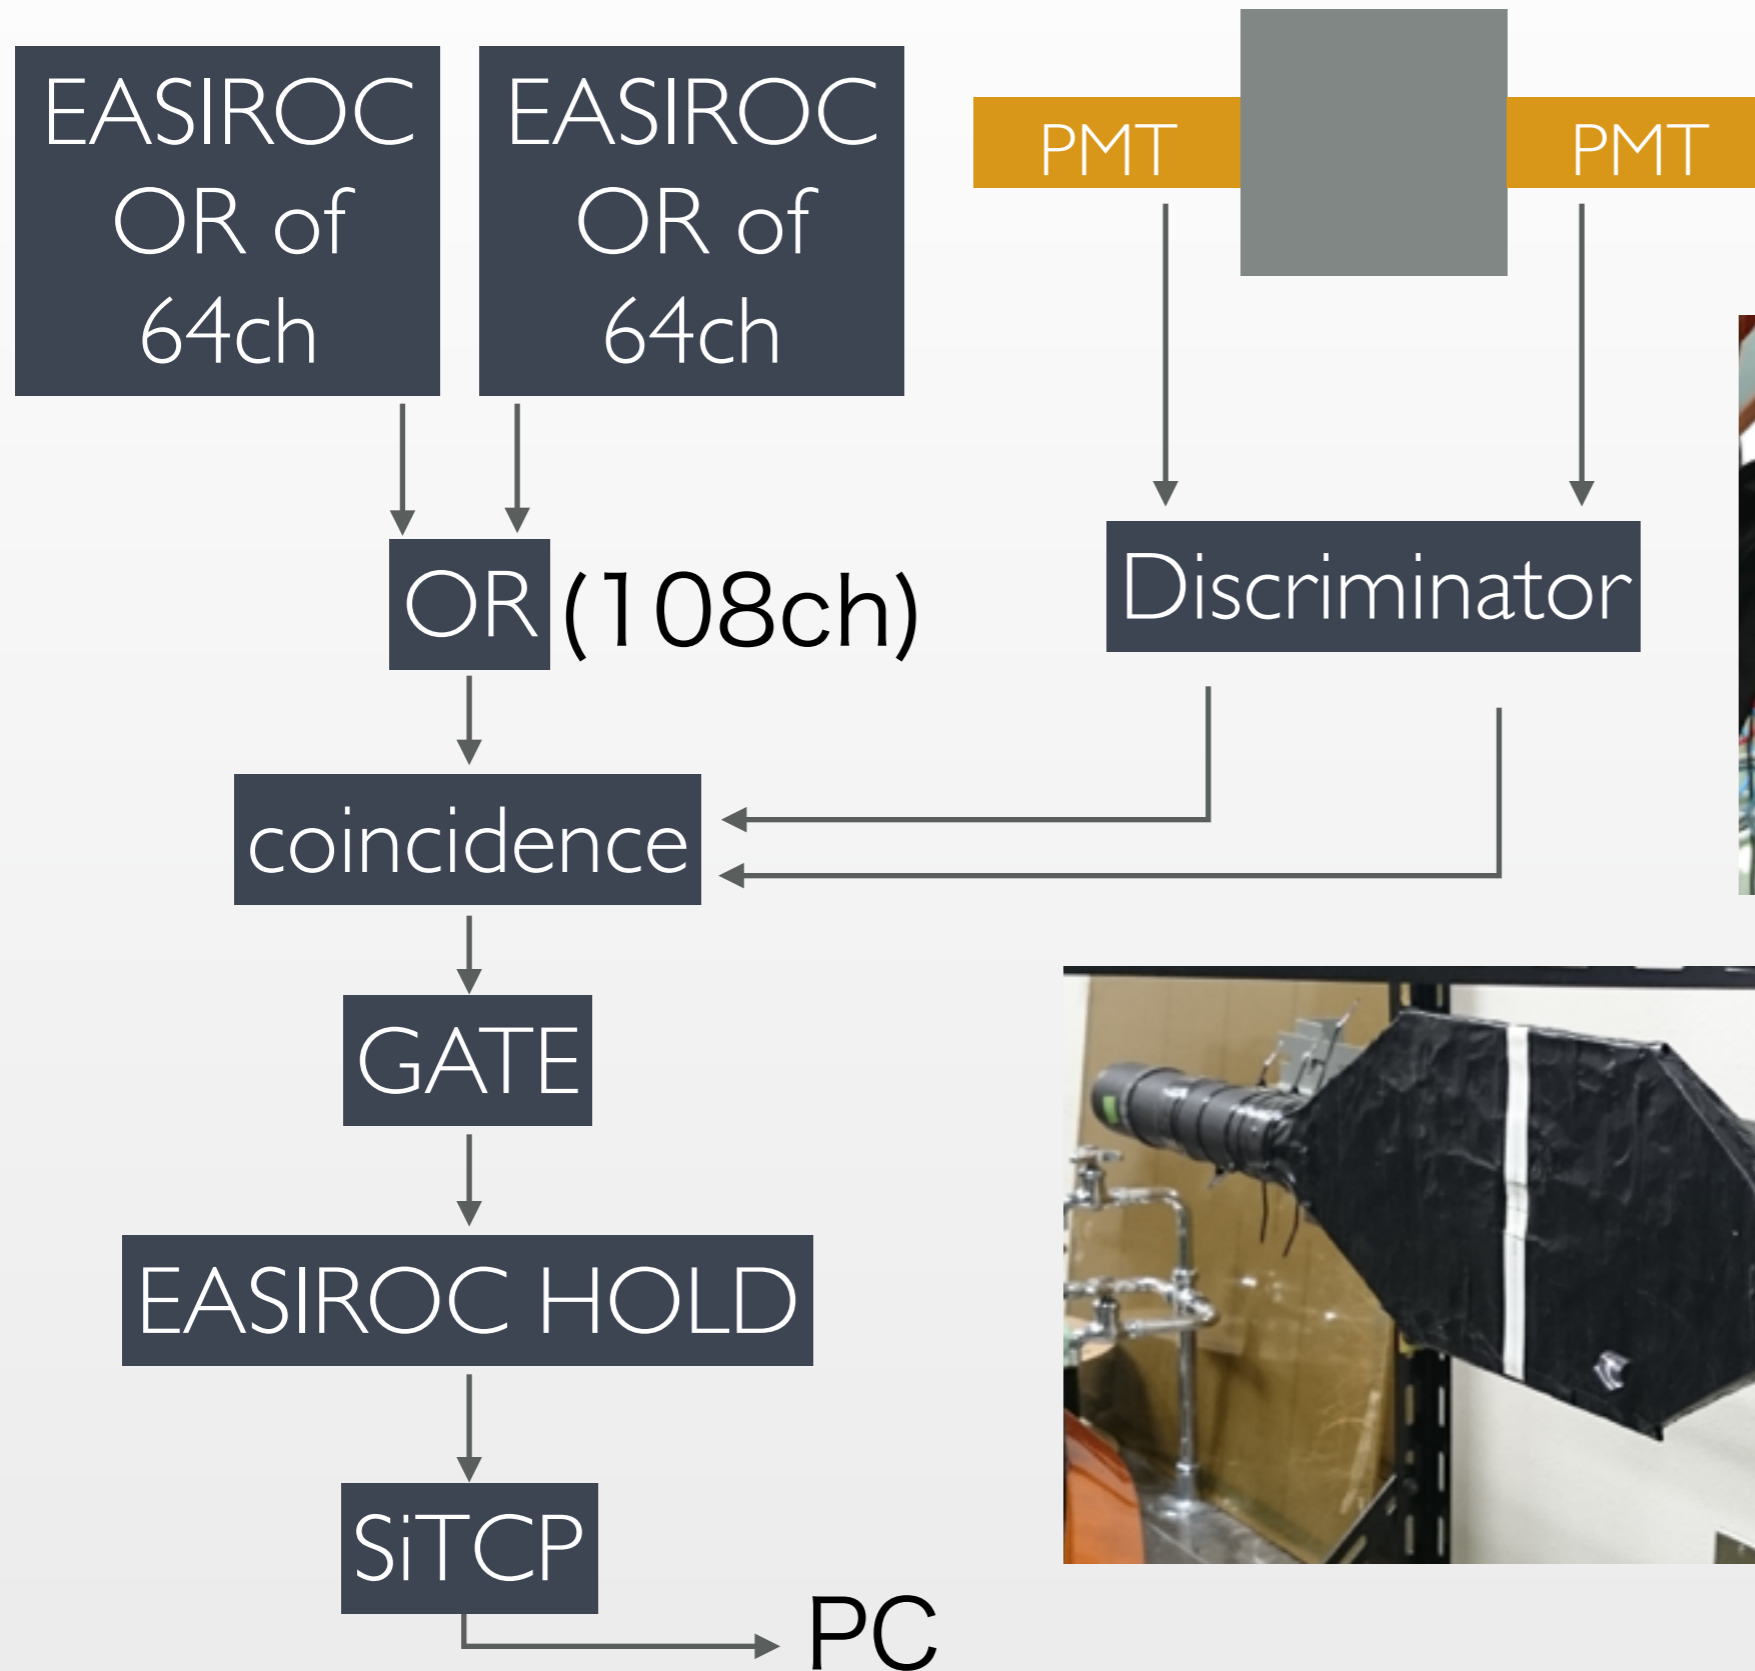 EASIROC
OR of
64ch
EASIROC
OR of
64ch
PMT
PMT
OR
(108ch)
Discriminator
coincidence
GATE
EASIROC HOLD
SiTCP
PC